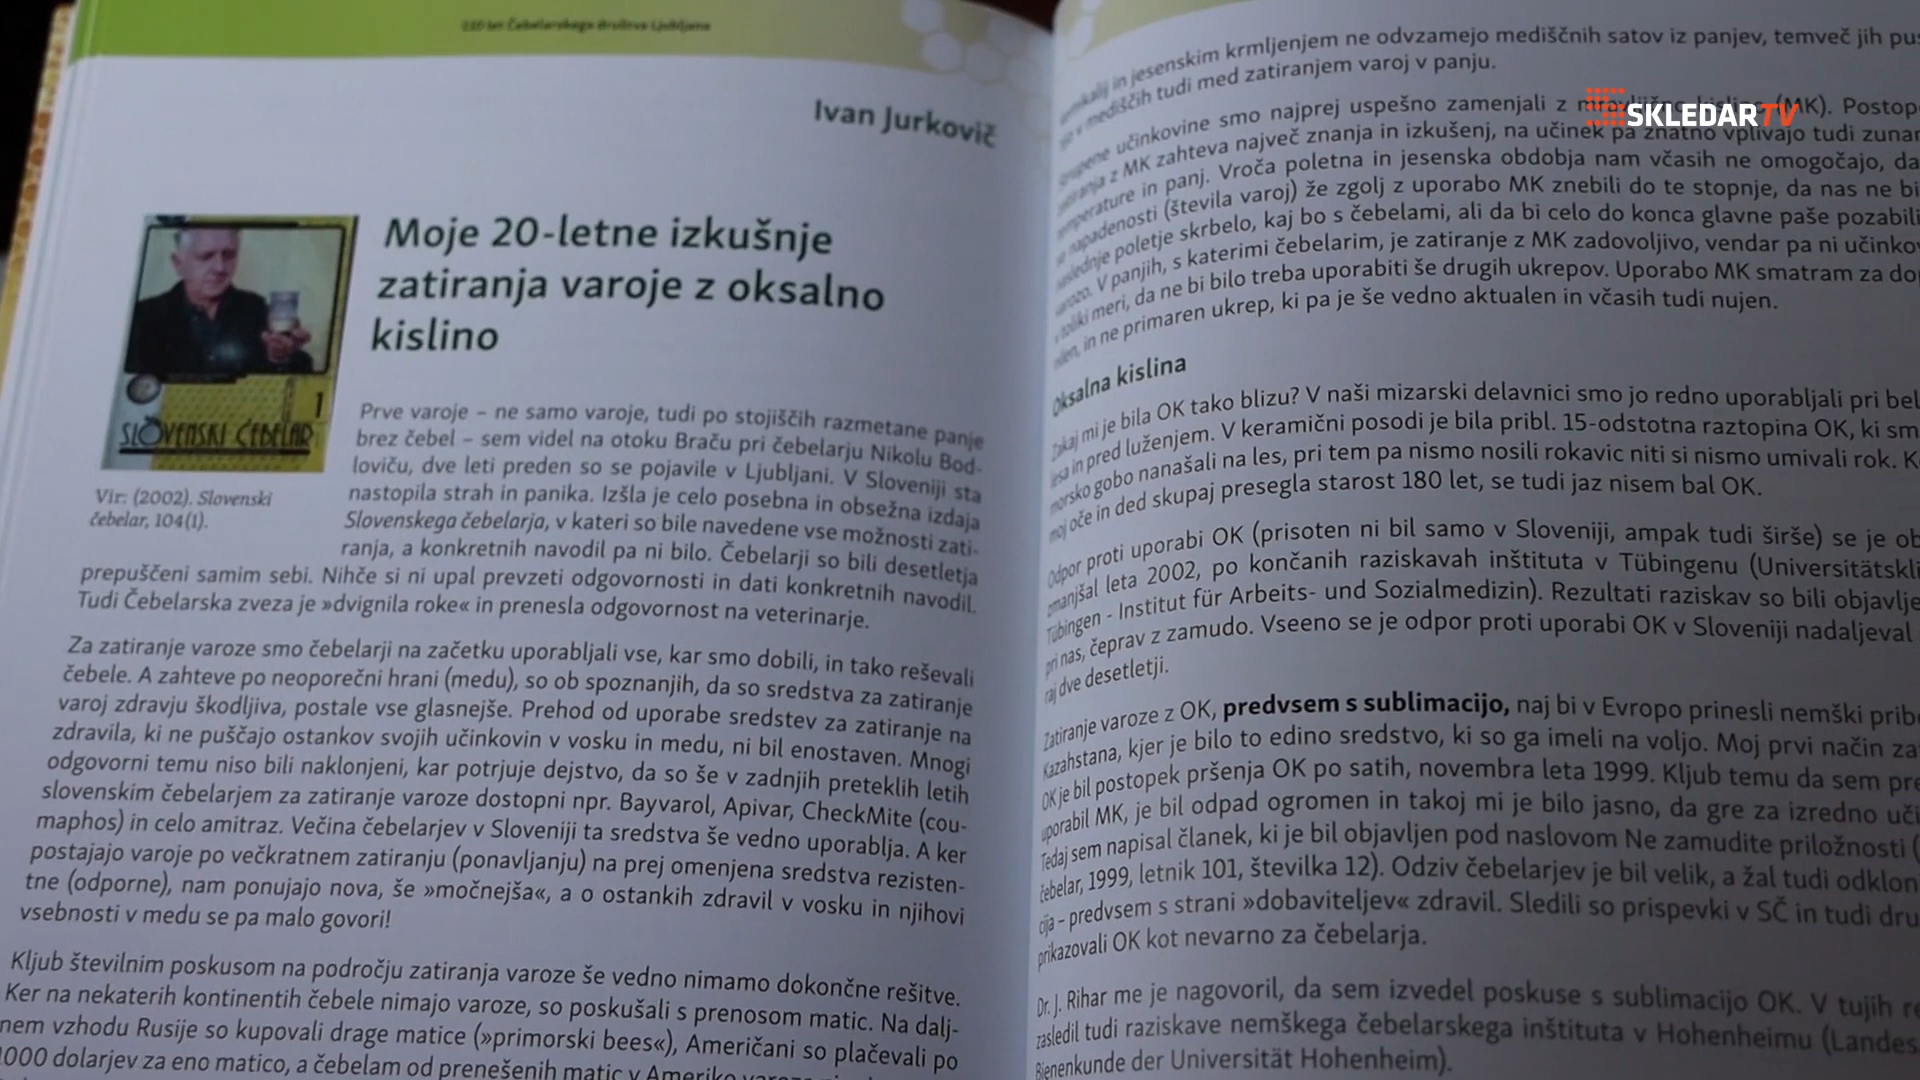 110 let Čebelarskega društva Ljubljana
Ivan Jurkovič
Moje 20-letne izkušnje
zatiranja varoje z oksalno
kislino
1
SLOVENSKI ČEBELAR
Vir: (2002). Slovenski
čebelar, 104(1).
Prve varoje – ne samo varoje, tudi po stojiščih razmetane panje
brez čebel – sem videl na otoku Braču pri čebelarju Nikolu Bod-
loviču, dve leti preden so se pojavile v Ljubljani. V Sloveniji sta
nastopila strah in panika. Izšla je celo posebna in obsežna izdaja
Slovenskega čebelarja, v kateri so bile navedene vse možnosti zati-
ranja, a konkretnih navodil pa ni bilo. Čebelarji so bili desetletja
prepuščeni samim sebi. Nihče si ni upal prevzeti odgovornosti in dati konkretnih navodil.
Tudi Čebelarska zveza je »dvignila roke« in prenesla odgovornost na veterinarje.
Za zatiranje varoze smo čebelarji na začetku uporabljali vse, kar smo dobili, in tako reševali
čebele. A zahteve po neoporečni hrani (medu), so ob spoznanjih, da so sredstva za zatiranje
varoj zdravju škodljiva, postale vse glasnejše. Prehod od uporabe sredstev za zatiranje na
zdravila, ki ne puščajo ostankov svojih učinkovin v vosku in medu, ni bil enostaven. Mnogi
odgovorni temu niso bili naklonjeni, kar potrjuje dejstvo, da so še v zadnjih preteklih letih
slovenskim čebelarjem za zatiranje varoze dostopni npr. Bayvarol, Apivar, CheckMite (cou-
maphos) in celo amitraz. Večina čebelarjev v Sloveniji ta sredstva še vedno uporablja. A ker
postajajo varoje po večkratnem zatiranju (ponavljanju) na prej omenjena sredstva rezisten-
tne (odporne), nam ponujajo nova, še »močnejša«, a o ostankih zdravil v vosku in njihovi
vsebnosti v medu se pa malo govori!
Kljub številnim poskusom na področju zatiranja varoze še vedno nimamo dokončne rešitve.
Ker na nekaterih kontinentih čebele nimajo varoze, so poskušali s prenosom matic. Na dalj-
nem vzhodu Rusije so kupovali drage matice (»primorski bees«), Američani so plačevali po
1000 dolarjev za eno matico, a čebelam od prenešenih matic v Ameriko
in jesenskim krmljenjem ne odvzamejo mediščnih satov iz panjev, temveč jih pus
v mediščih tudi med zatiranjem varoj v panju.
učinkovine smo najprej uspešno zamenjali z (MK). Postop
z MK zahteva največ znanja in izkušenj, na učinek pa znatno vplivajo tudi zunan
temperature in panj. Vroča poletna in jesenska obdobja nam včasih ne omogočajo, da
napadenosti (števila varoj) že zgolj z uporabo MK znebili do te stopnje, da nas ne bi
naslednje poletje skrbelo, kaj bo s čebelami, ali da bi celo do konca glavne paše pozabili
varozo. V panjih, s katerimi čebelarim, je zatiranje z MK zadovoljivo, vendar pa ni učinkov
v toliki meri, da ne bi bilo treba uporabiti še drugih ukrepov. Uporabo MK smatram za dop
in ne primaren ukrep, ki pa je še vedno aktualen in včasih tudi nujen.
Oksalna kislina
Zakaj mi je bila OK tako blizu? V naši mizarski delavnici smo jo redno uporabljali pri bel
lesa in pred luženjem. V keramični posodi je bila pribl. 15-odstotna raztopina OK, ki sm
morsko gobo nanašali na les, pri tem pa nismo nosili rokavic niti si nismo umivali rok. K
moj oče in ded skupaj presegla starost 180 let, se tudi jaz nisem bal OK.
Odpor proti uporabi OK (prisoten ni bil samo v Sloveniji, ampak tudi širše) se je ob
zmanjšal leta 2002, po končanih raziskavah inštituta v Tübingenu (Universitätskli
Tübingen - Institut für Arbeits- und Sozialmedizin). Rezultati raziskav so bili objavlje
pri nas, čeprav z zamudo. Vseeno se je odpor proti uporabi OK v Sloveniji nadaljeval
raj dve desetletji.
Zatiranje varoze z OK, predvsem s sublimacijo, naj bi v Evropo prinesli nemški prib
Kazahstana, kjer je bilo to edino sredstvo, ki so ga imeli na voljo. Moj prvi način za
OK je bil postopek pršenja OK po satih, novembra leta 1999. Kljub temu da sem pre
uporabil MK, je bil odpad ogromen in takoj mi je bilo jasno, da gre za izredno uči
Tedaj sem napisal članek, ki je bil objavljen pod naslovom Ne zamudite priložnosti (
čebelar, 1999, letnik 101, številka 12). Odziv čebelarjev je bil velik, a žal tudi odklon
cija – predvsem s strani »dobaviteljev« zdravil. Sledili so prispevki v SČ in tudi dru
prikazovali OK kot nevarno za čebelarja.
Dr. J. Rihar me je nagovoril, da sem izvedel poskuse s sublimacijo OK. V tujih re
zasledil tudi raziskave nemškega čebelarskega inštituta v Hohenheimu (Landes
Bienenkunde der Universität Hohenheim).
SKLEDARTV